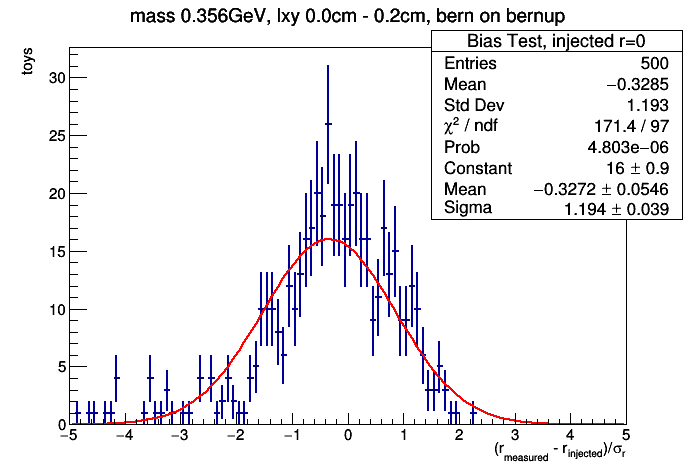 mass 0.356GeV, lxy 0.0cm - 0.2cm, bern on bernup
Bias Test, injected r=0
Entries 500
Mean −0.3285
Std Dev 1.193
χ² / ndf 171.4 / 97
Prob 4.803e−06
Constant 16 ± 0.9
Mean −0.3272 ± 0.0546
Sigma 1.194 ± 0.039
toys
30
25
20
15
10
5
0
−5 −4 −3 −2 −1 0 1 2 3 4 5
(r_measured - r_injected)/σ_r